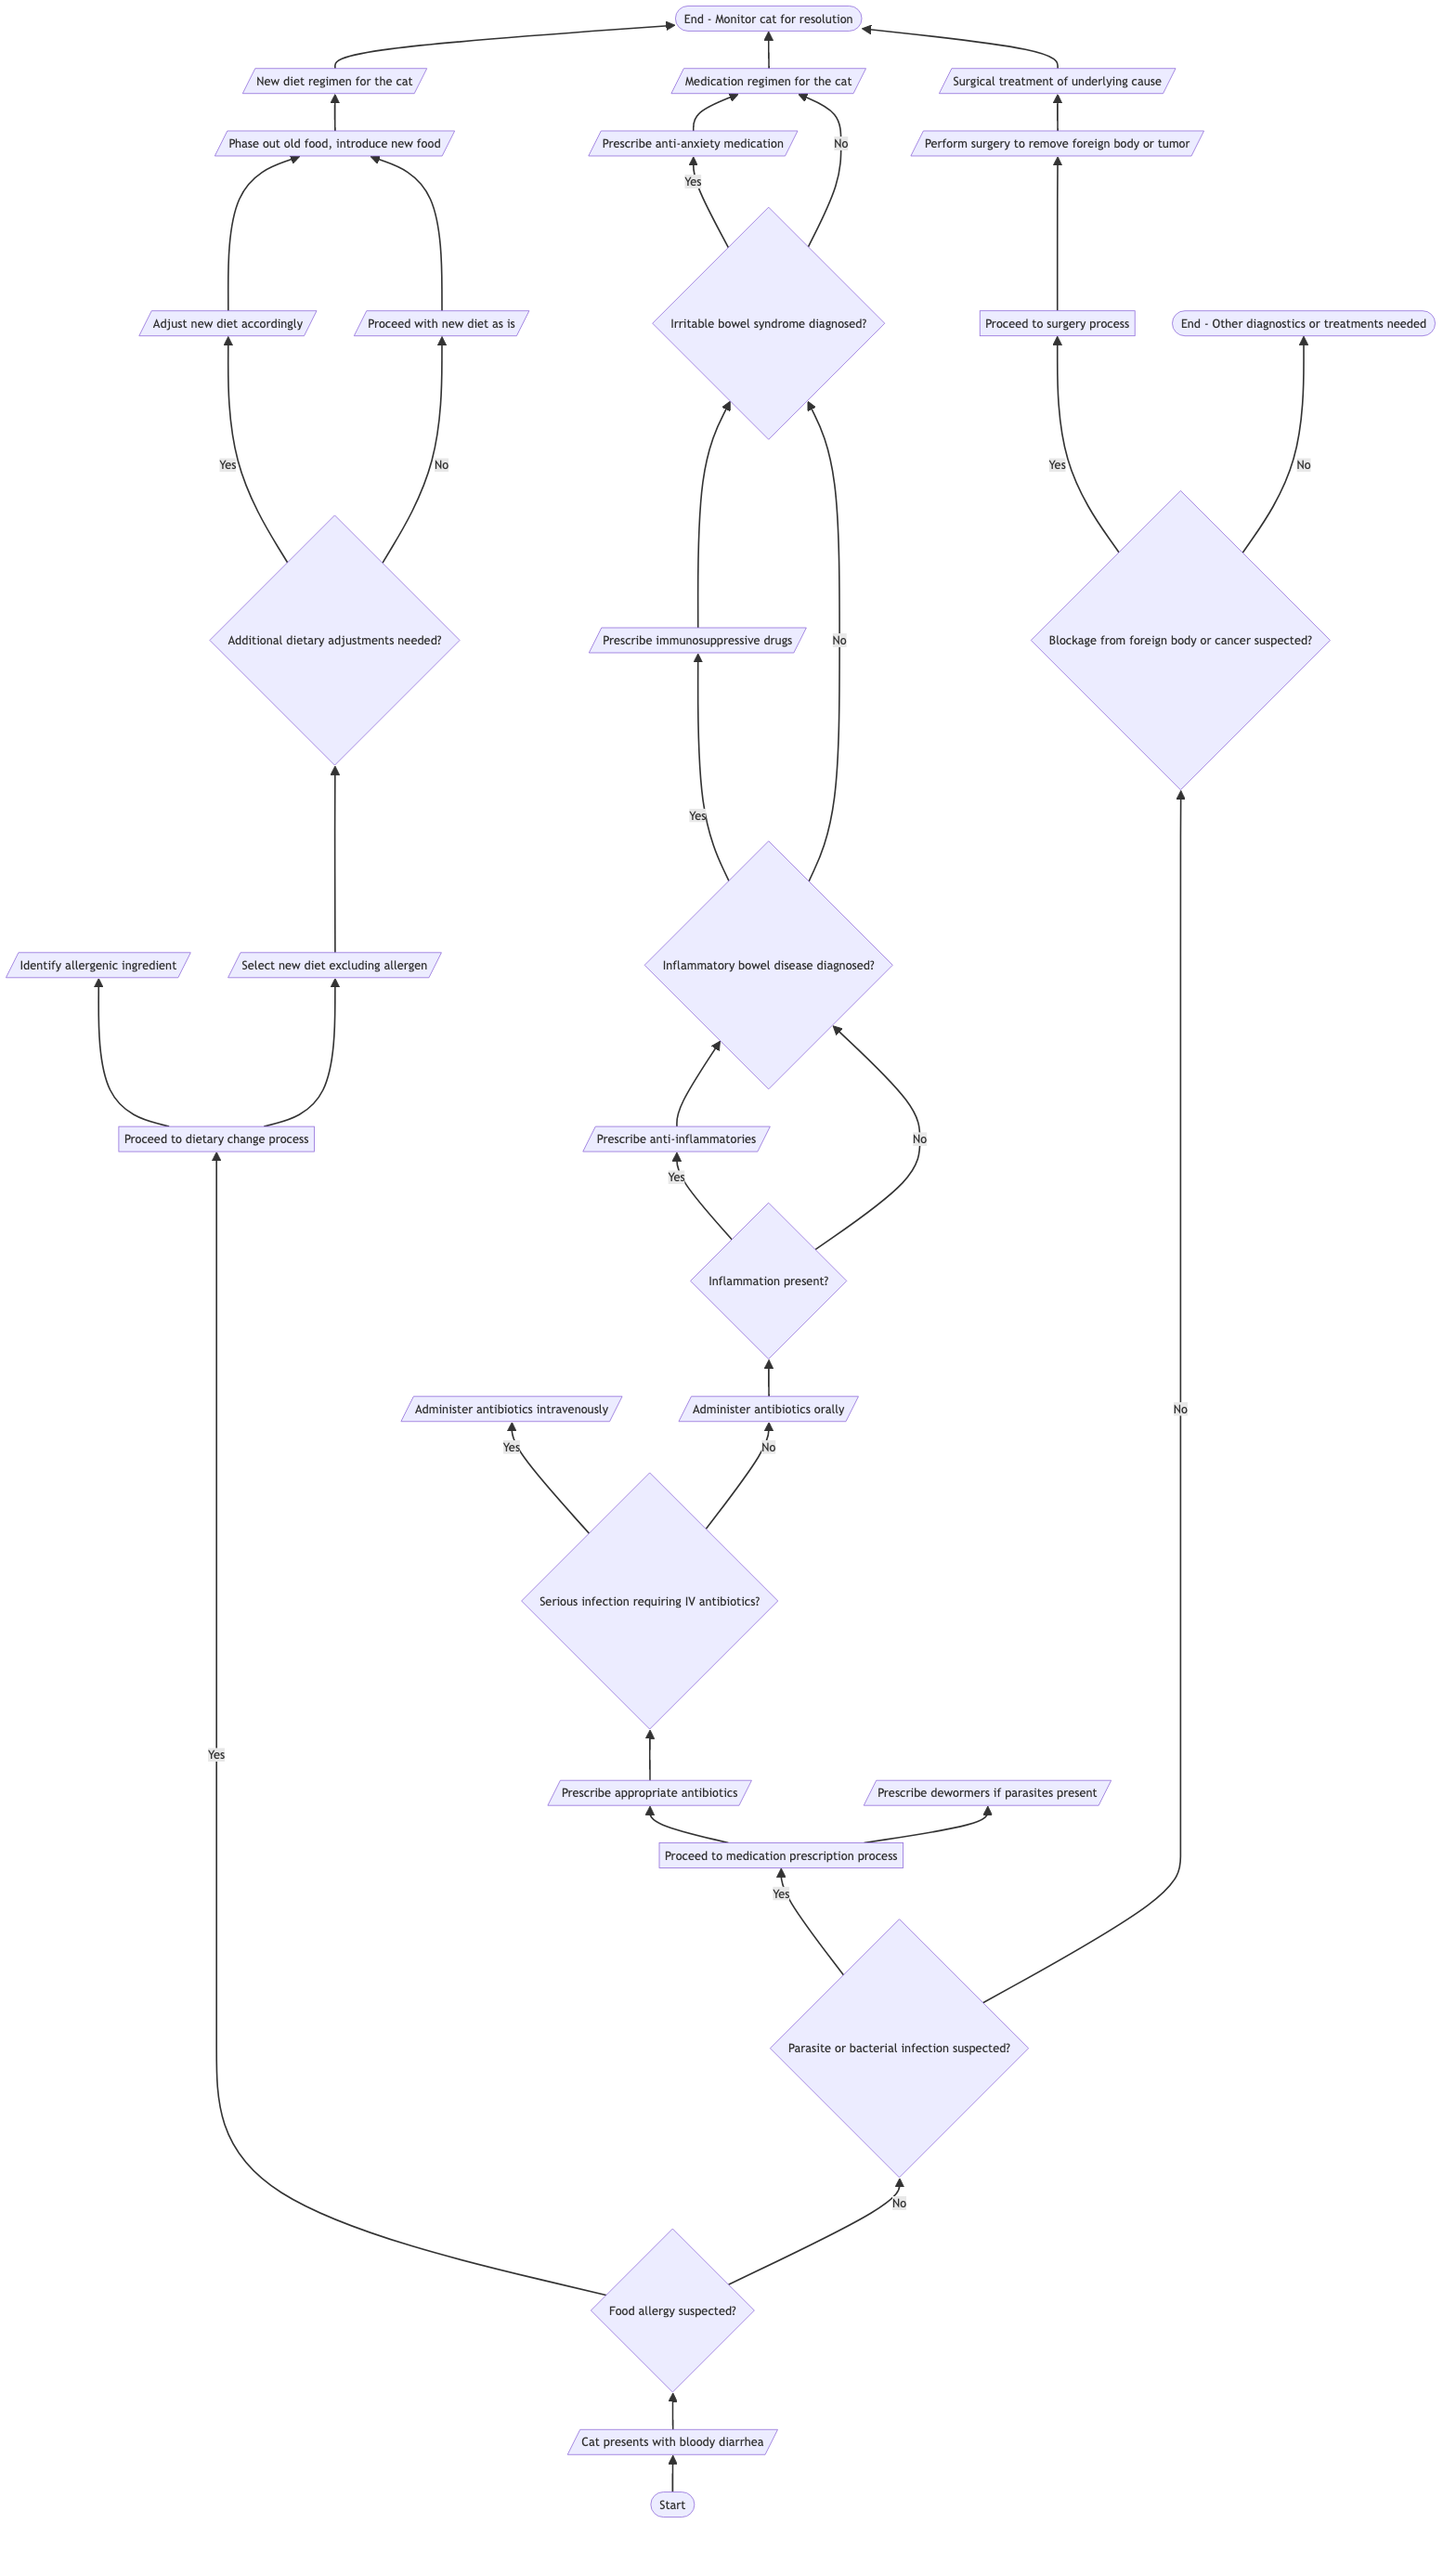 End - Monitor cat for resolution
New diet regimen for the cat
Medication regimen for the cat
Surgical treatment of underlying cause
Phase out old food, introduce new food
Prescribe anti-anxiety medication
No
Perform surgery to remove foreign body or tumor
Yes
Adjust new diet accordingly
Proceed with new diet as is
Irritable bowel syndrome diagnosed?
Proceed to surgery process
End - Other diagnostics or treatments needed
Yes
No
Yes
No
Additional dietary adjustments needed?
Prescribe immunosuppressive drugs
No
Blockage from foreign body or cancer suspected?
Yes
Identify allergenic ingredient
Select new diet excluding allergen
Inflammatory bowel disease diagnosed?
Proceed to dietary change process
Prescribe anti-inflammatories
No
Yes
Inflammation present?
Administer antibiotics intravenously
Administer antibiotics orally
No
Yes
No
Serious infection requiring IV antibiotics?
Yes
Prescribe appropriate antibiotics
Prescribe dewormers if parasites present
Proceed to medication prescription process
Yes
Parasite or bacterial infection suspected?
No
Food allergy suspected?
Cat presents with bloody diarrhea
Start